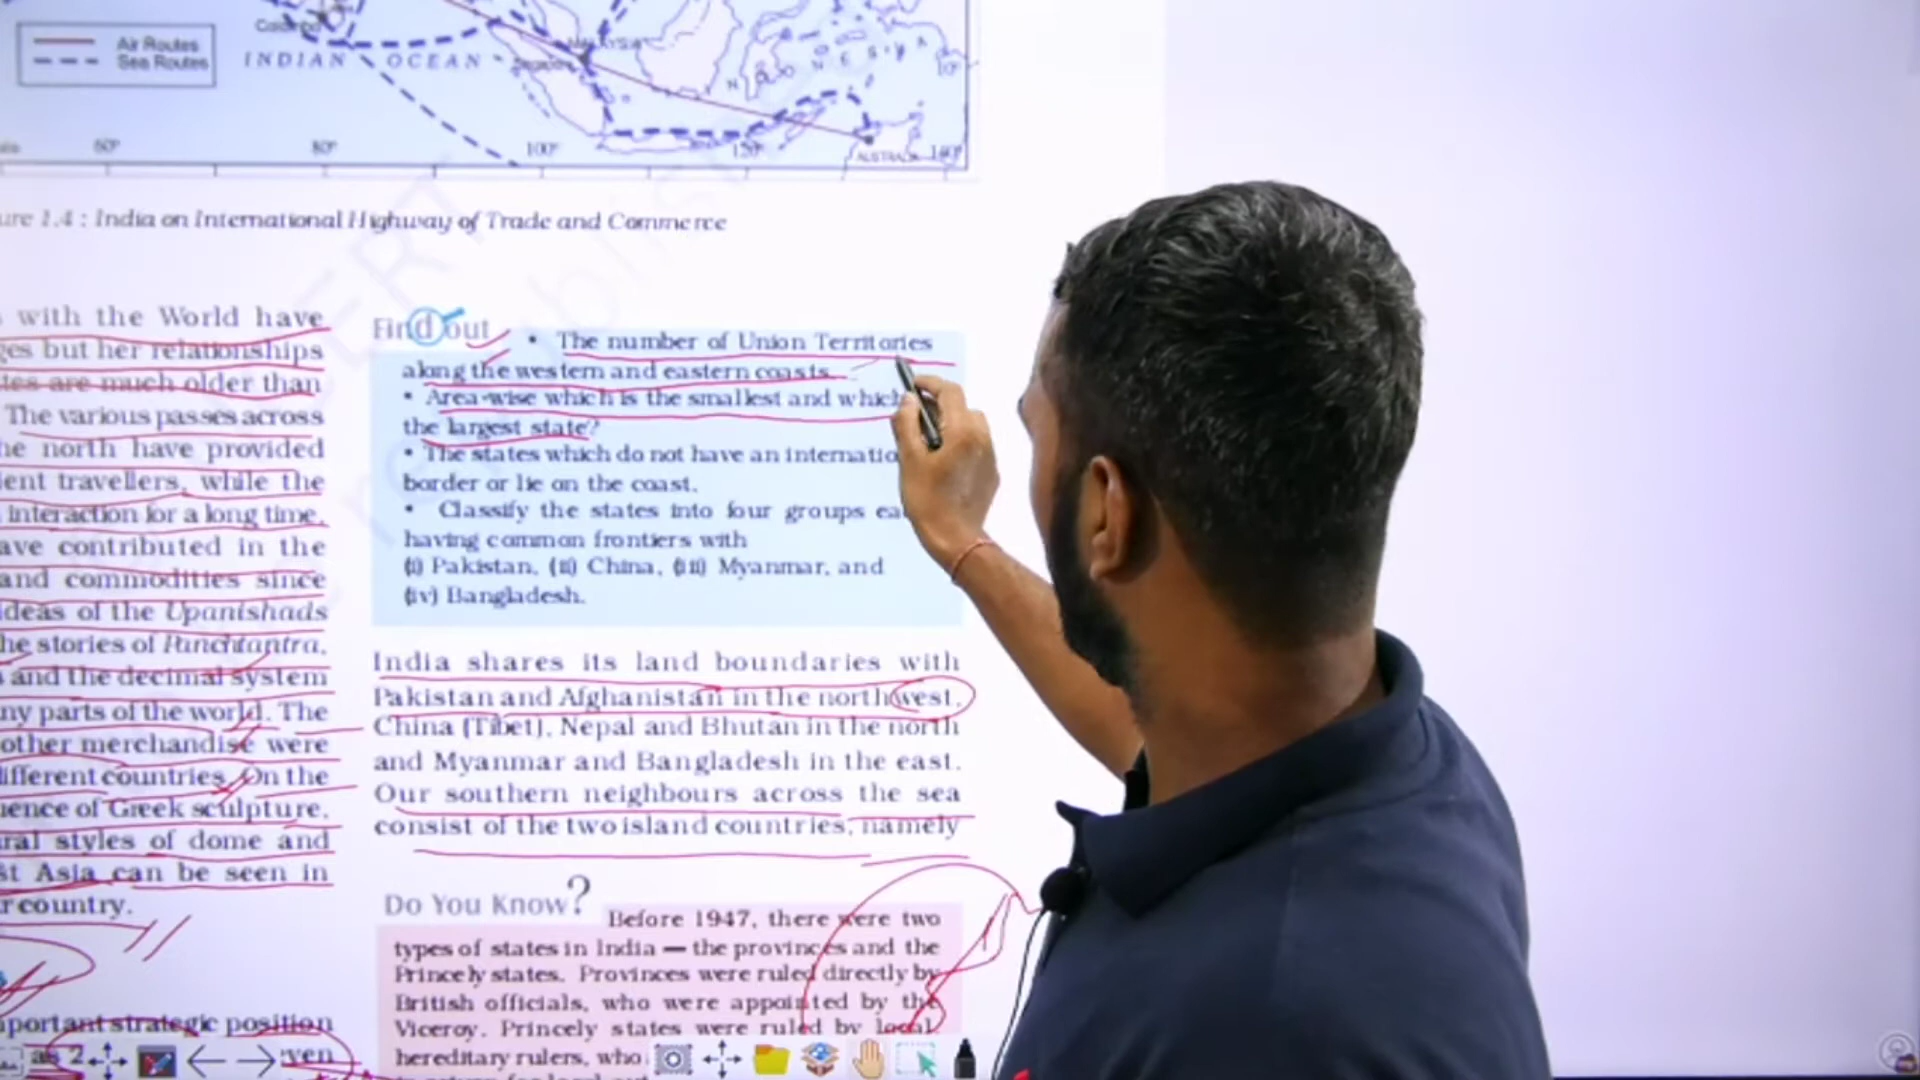 Air Routes
Sea Routes
INDIAN OCEAN
MALAYSIA
60° 80° 100° 120° 140°
10°
AUSTRALIA
ure 1.4 : India on International Highway of Trade and Commerce
with the World have
ges but her relationships
tes are much older than
The various passes across
he north have provided
ient travellers, while the
interaction for a long time.
ave contributed in the
and commodities since
ideas of the Upanishads
he stories of Panchtantra,
and the decimal system
ny parts of the world. The
other merchandise were
ifferent countries. On the
uence of Greek sculpture,
ral styles of dome and
st Asia can be seen in
r country.
portant strategic position
as 2
ven
Find out
• The number of Union Territories
along the western and eastern coasts.
• Area-wise which is the smallest and which
the largest state?
• The states which do not have an internatio
border or lie on the coast.
• Classify the states into four groups ea
having common frontiers with
(i) Pakistan, (ii) China, (iii) Myanmar, and
(iv) Bangladesh.
India shares its land boundaries with
Pakistan and Afghanistan in the northwest,
China (Tibet), Nepal and Bhutan in the north
and Myanmar and Bangladesh in the east.
Our southern neighbours across the sea
consist of the two island countries, namely
Do You Know?
Before 1947, there were two
types of states in India — the provinces and the
Princely states. Provinces were ruled directly by
British officials, who were appointed by the
Viceroy. Princely states were ruled by local,
hereditary rulers, who